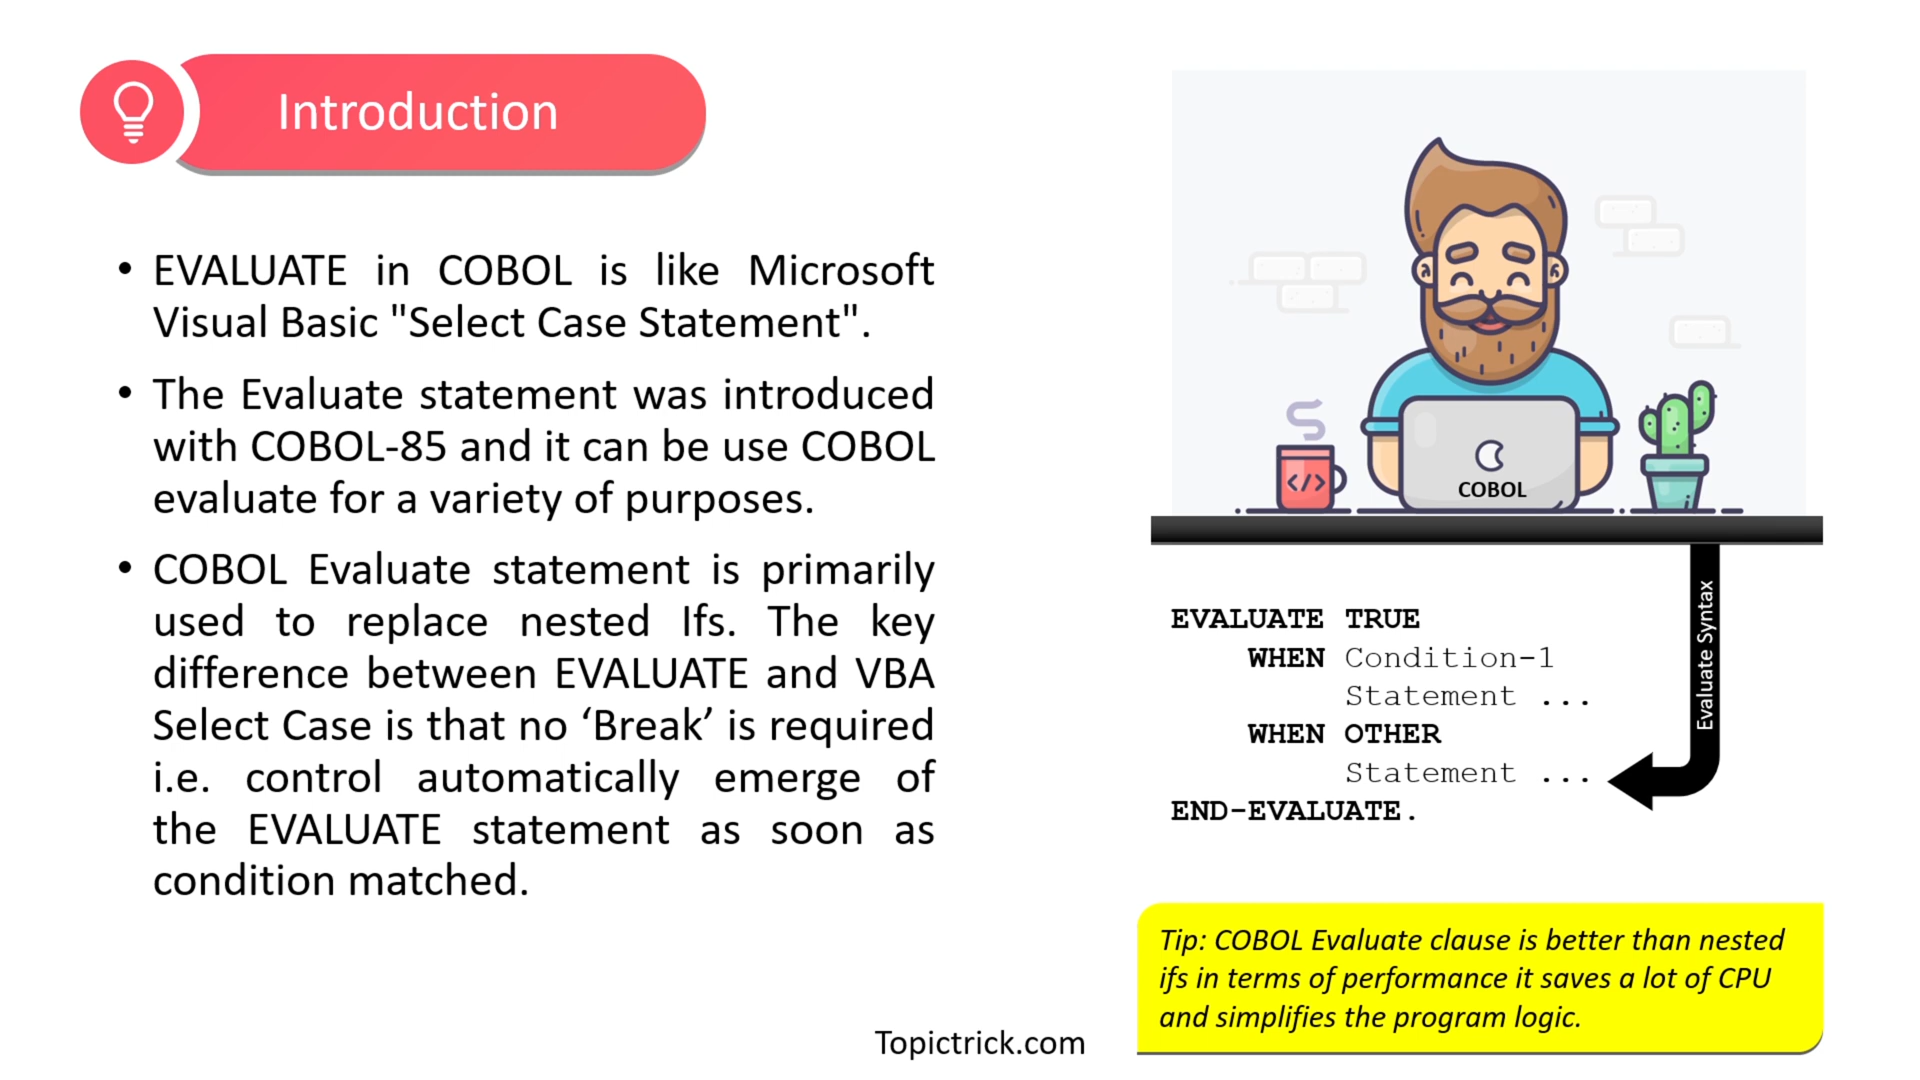 Introduction
• EVALUATE in COBOL is like Microsoft
Visual Basic "Select Case Statement".
• The Evaluate statement was introduced
with COBOL-85 and it can be use COBOL
evaluate for a variety of purposes.
• COBOL Evaluate statement is primarily
used to replace nested Ifs. The key
difference between EVALUATE and VBA
Select Case is that no ‘Break’ is required
i.e. control automatically emerge of
the EVALUATE statement as soon as
condition matched.
</>
COBOL
Evaluate Syntax
EVALUATE TRUE
WHEN Condition-1
Statement ...
WHEN OTHER
Statement ...
END-EVALUATE.
Tip: COBOL Evaluate clause is better than nested
ifs in terms of performance it saves a lot of CPU
and simplifies the program logic.
Topictrick.com